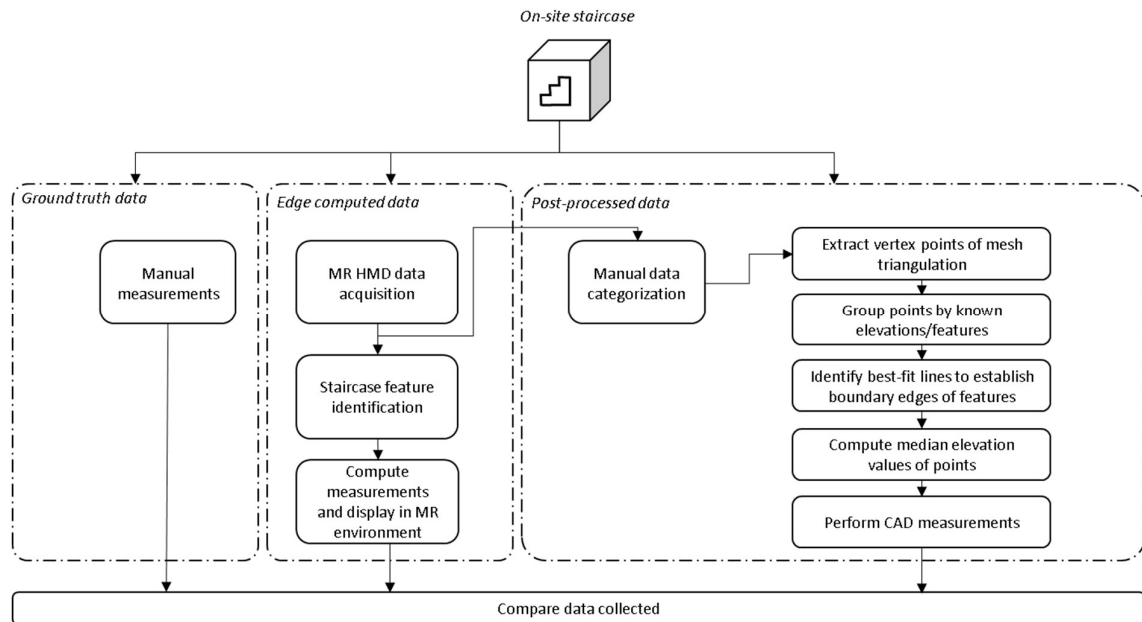 On-site staircase
Ground truth data
Manual
measurements
Edge computed data
MR HMD data
acquisition
Staircase feature
identification
Compute
measurements
and display in MR
environment
Post-processed data
Manual data
categorization
Extract vertex points of mesh
triangulation
Group points by known
elevations/features
Identify best-fit lines to establish
boundary edges of features
Compute median elevation
values of points
Perform CAD measurements
Compare data collected